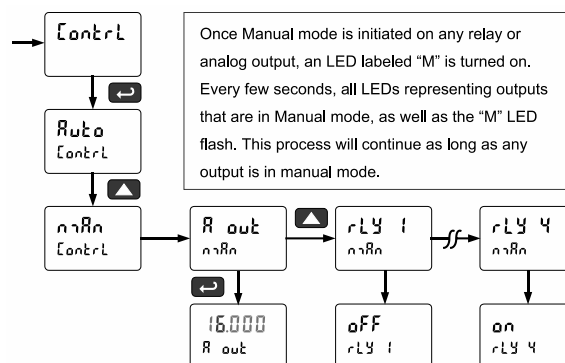 Contrl
Once Manual mode is initiated on any relay or
analog output, an LED labeled “M” is turned on.
Every few seconds, all LEDs representing outputs
that are in Manual mode, as well as the “M” LED
flash. This process will continue as long as any
output is in manual mode.
Auto
Contrl
mAn
Contrl
A out
mAn
rLY 1
mAn
rLY 4
mAn
16.000
A out
oFF
rLY 1
on
rLY 4